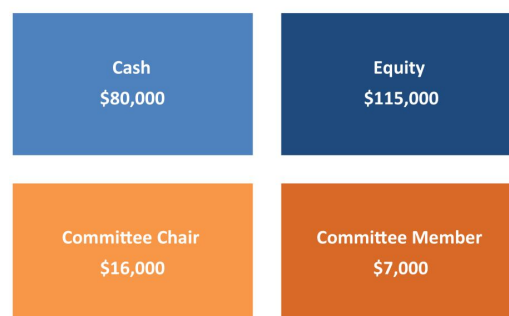 Cash
$80,000
Equity
$115,000
Committee Chair
$16,000
Committee Member
$7,000